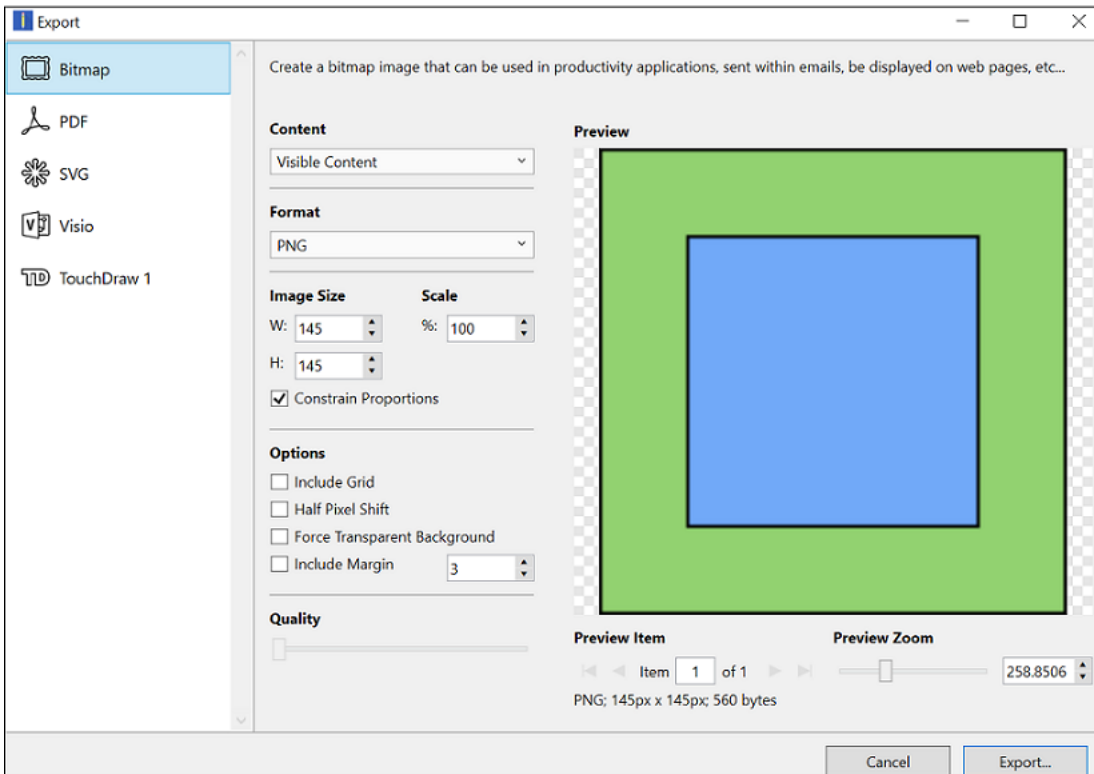 Export
Bitmap
PDF
SVG
Visio
TouchDraw 1
Create a bitmap image that can be used in productivity applications, sent within emails, be displayed on web pages, etc...
Content
Visible Content
Format
PNG
Image Size Scale
W: 145 %: 100
H: 145
Constrain Proportions
Options
Include Grid
Half Pixel Shift
Force Transparent Background
Include Margin 3
Quality
Preview
Preview Item Preview Zoom
Item 1 of 1 258.8506
PNG; 145px x 145px; 560 bytes
Cancel Export...